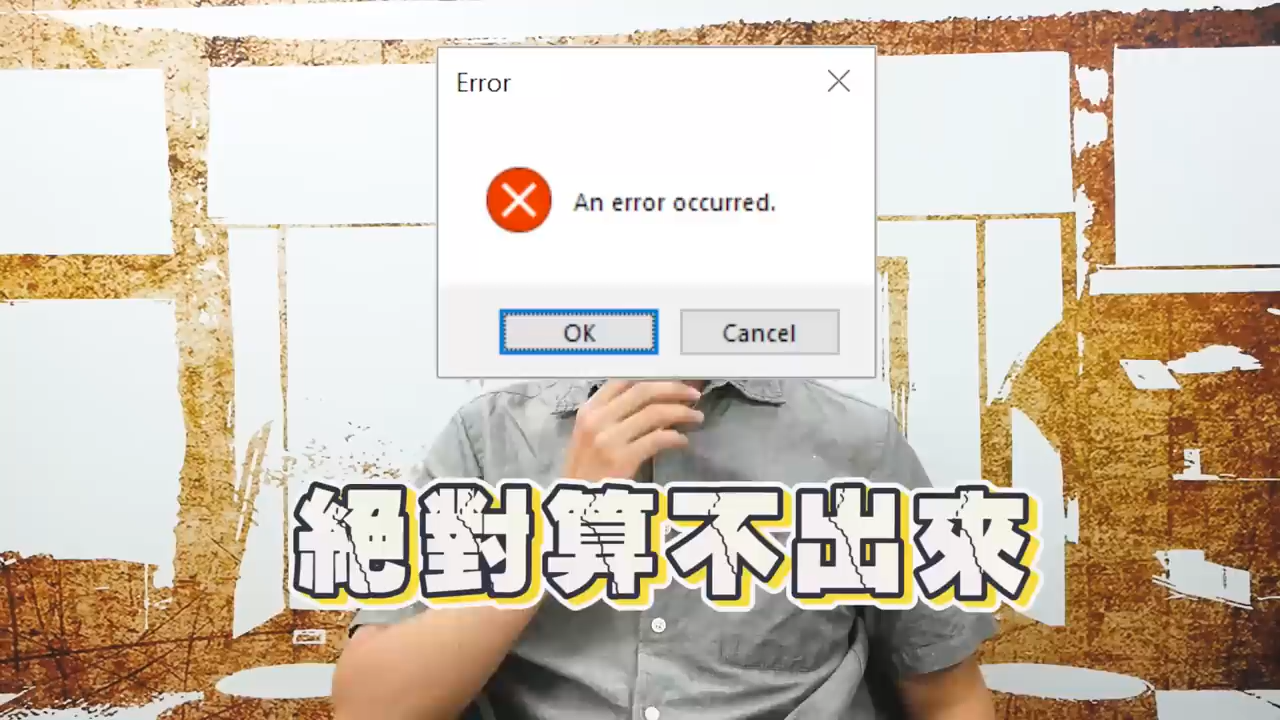 Error
An error occurred.
OK
Cancel
絕對算不出來